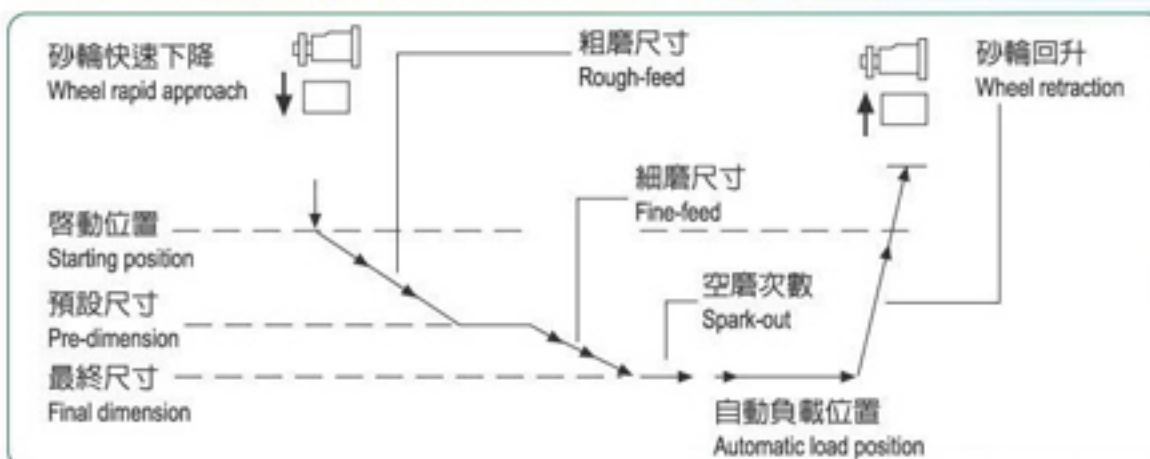 砂輪快速下降
Wheel rapid approach
粗磨尺寸
Rough-feed
砂輪回升
Wheel retraction
細磨尺寸
Fine-feed
啓動位置
Starting position
空磨次數
Spark-out
預設尺寸
Pre-dimension
最終尺寸
Final dimension
自動負載位置
Automatic load position